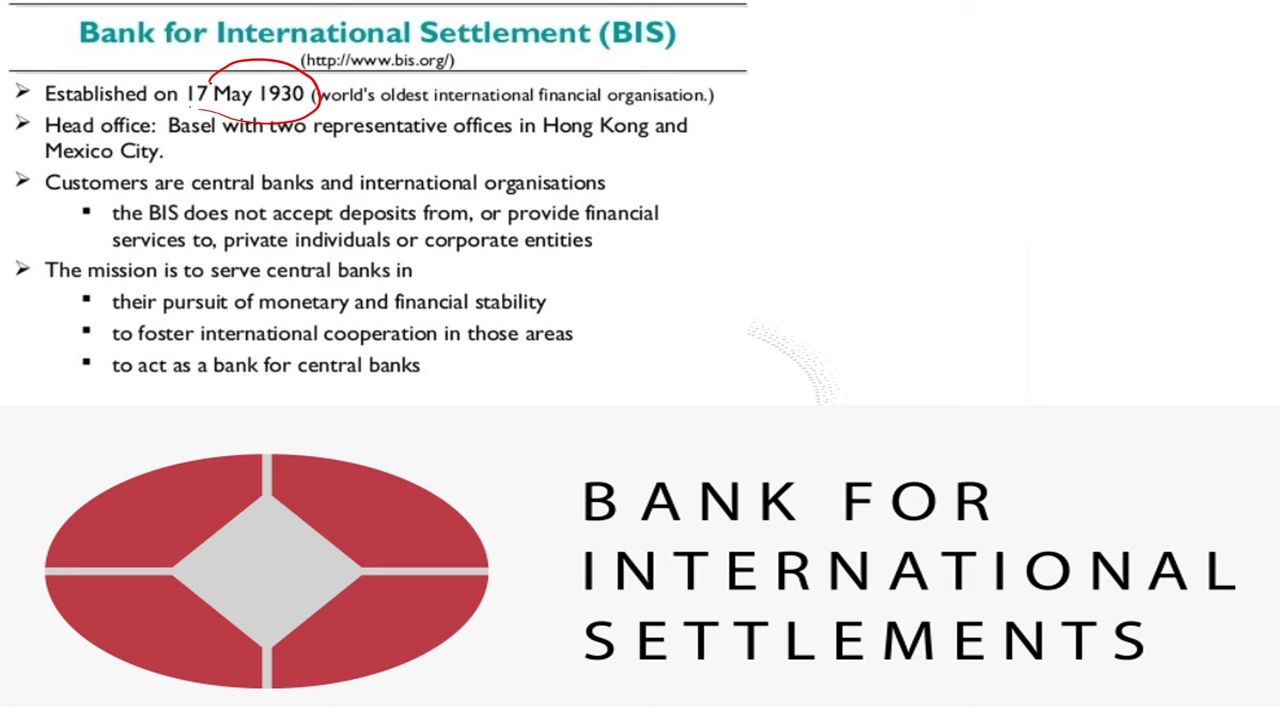 Bank for International Settlement (BIS)
(http://www.bis.org/)
➢ Established on 17 May 1930 (world's oldest international financial organisation.)
➢ Head office: Basel with two representative offices in Hong Kong and
Mexico City.
➢ Customers are central banks and international organisations
▪ the BIS does not accept deposits from, or provide financial
services to, private individuals or corporate entities
➢ The mission is to serve central banks in
▪ their pursuit of monetary and financial stability
▪ to foster international cooperation in those areas
▪ to act as a bank for central banks
BANK FOR
INTERNATIONAL
SETTLEMENTS